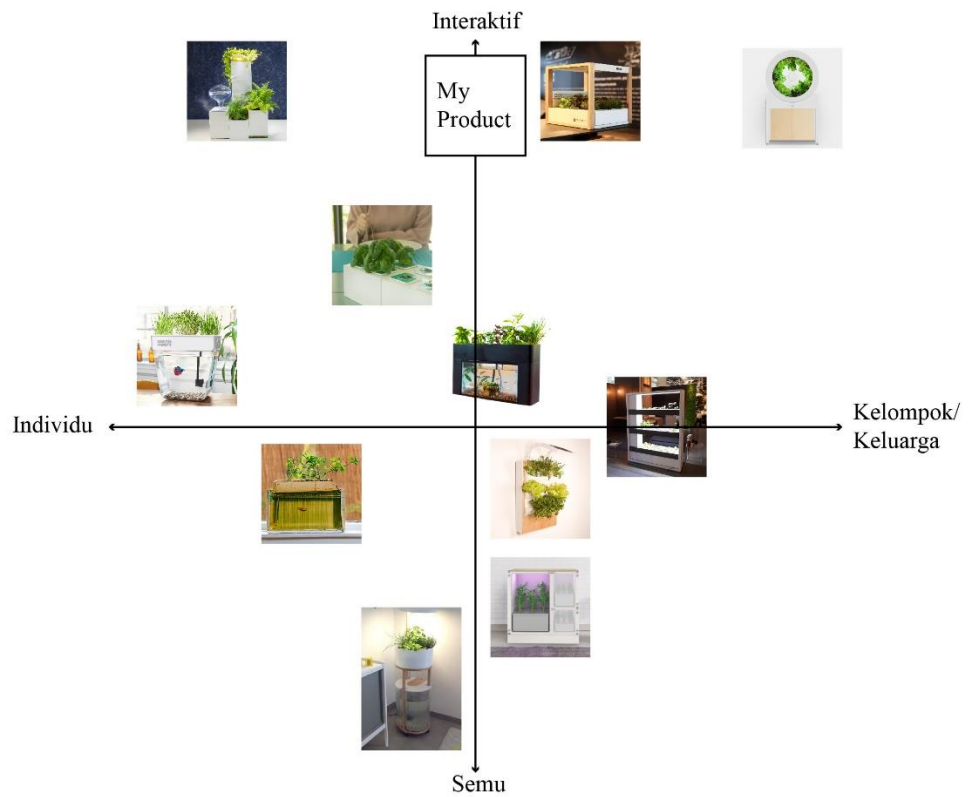 Interaktif
My
Product
Individu
Kelompok/
Keluarga
Semu